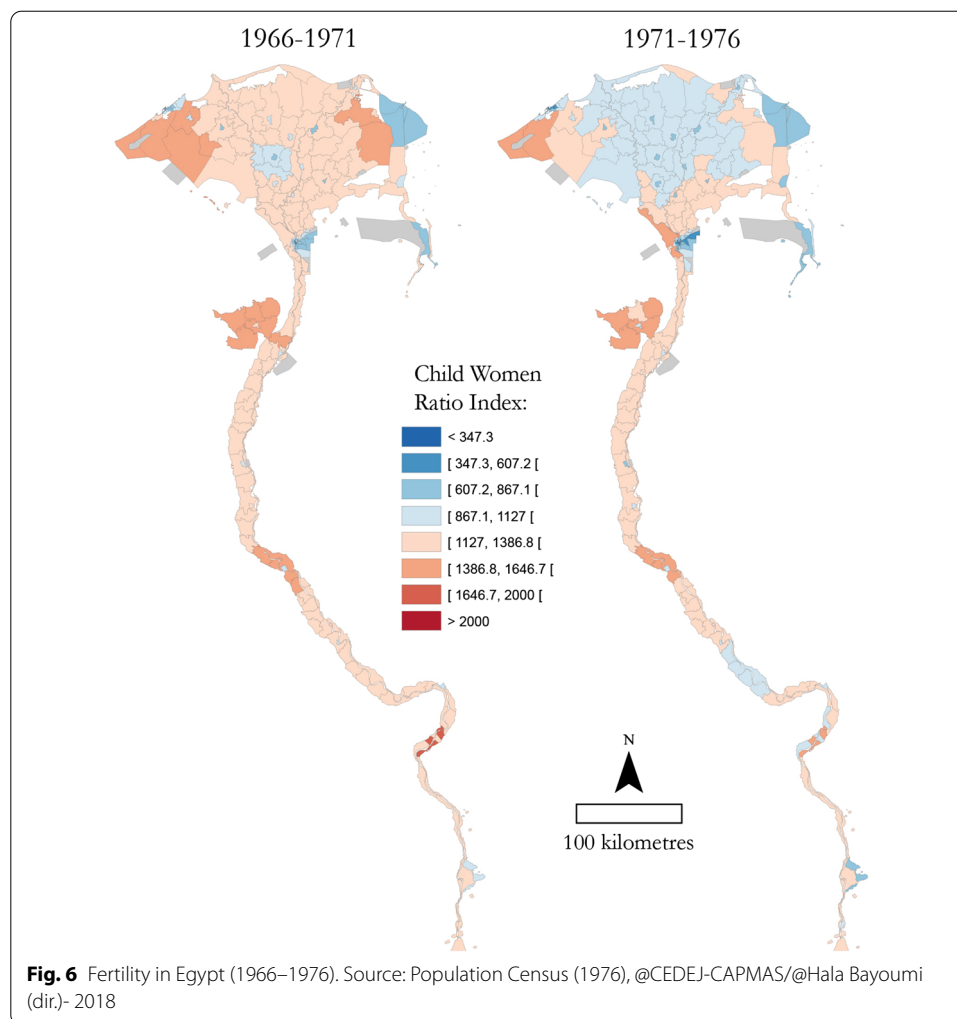 1966-1971
1971-1976
Child Women
Ratio Index:
< 347.3
[ 347.3, 607.2 [
[ 607.2, 867.1 [
[ 867.1, 1127 [
[ 1127, 1386.8 [
[ 1386.8, 1646.7 [
[ 1646.7, 2000 [
> 2000
N
100 kilometres
Fig. 6 Fertility in Egypt (1966–1976). Source: Population Census (1976), @CEDEJ-CAPMAS/@Hala Bayoumi
(dir.)- 2018